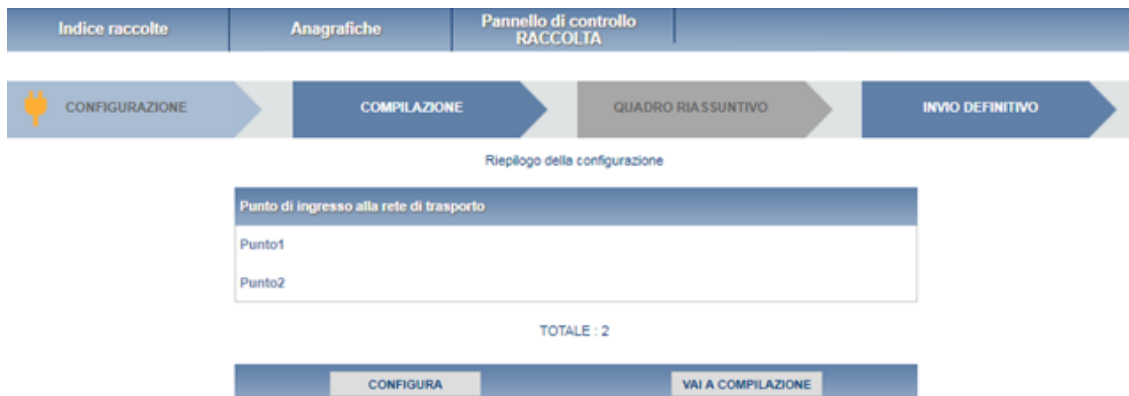 Indice raccolte
Anagrafiche
Pannello di controllo
RACCOLTA
CONFIGURAZIONE
COMPILAZIONE
QUADRO RIASSUNTIVO
INVIO DEFINITIVO
Riepilogo della configurazione
Punto di ingresso alla rete di trasporto
Punto1
Punto2
TOTALE : 2
CONFIGURA
VAI A COMPILAZIONE